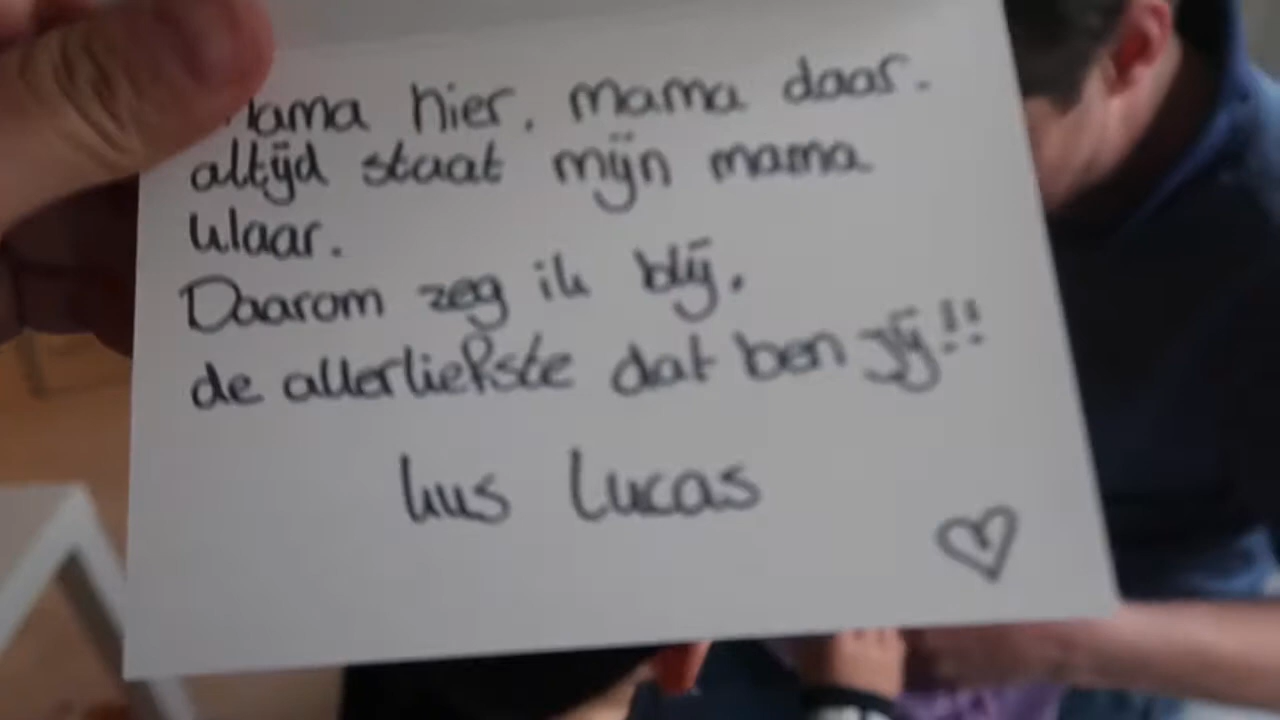 Mama hier, mama daar.
altijd staat mijn mama
klaar.
Daarom zeg ik blij,
de allerliefste dat ben jij!!
kus Lucas